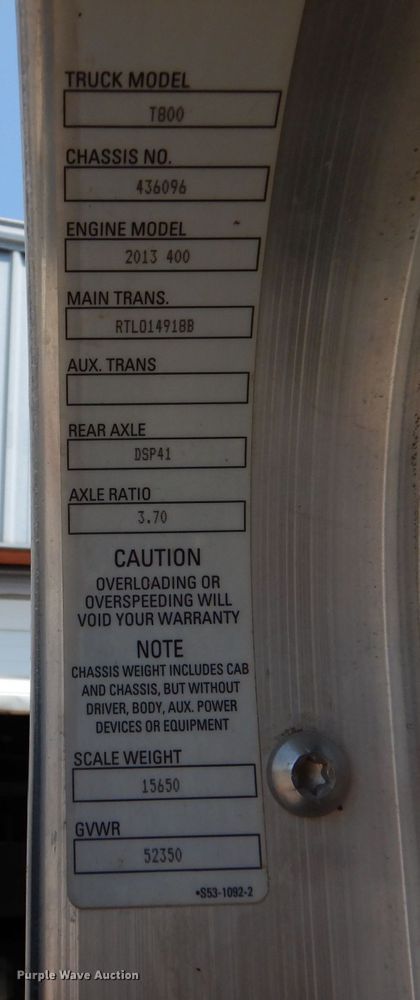 TRUCK MODEL
T800
CHASSIS NO.
436096
ENGINE MODEL
2013 400
MAIN TRANS.
RTLO14918B
AUX. TRANS
REAR AXLE
DSP41
AXLE RATIO
3.70
CAUTION
OVERLOADING OR
OVERSPEEDING WILL
VOID YOUR WARRANTY
NOTE
CHASSIS WEIGHT INCLUDES CAB
AND CHASSIS, BUT WITHOUT
DRIVER, BODY, AUX. POWER
DEVICES OR EQUIPMENT
SCALE WEIGHT
15650
GVWR
52350
•S53-1092-2
Purple Wave Auction